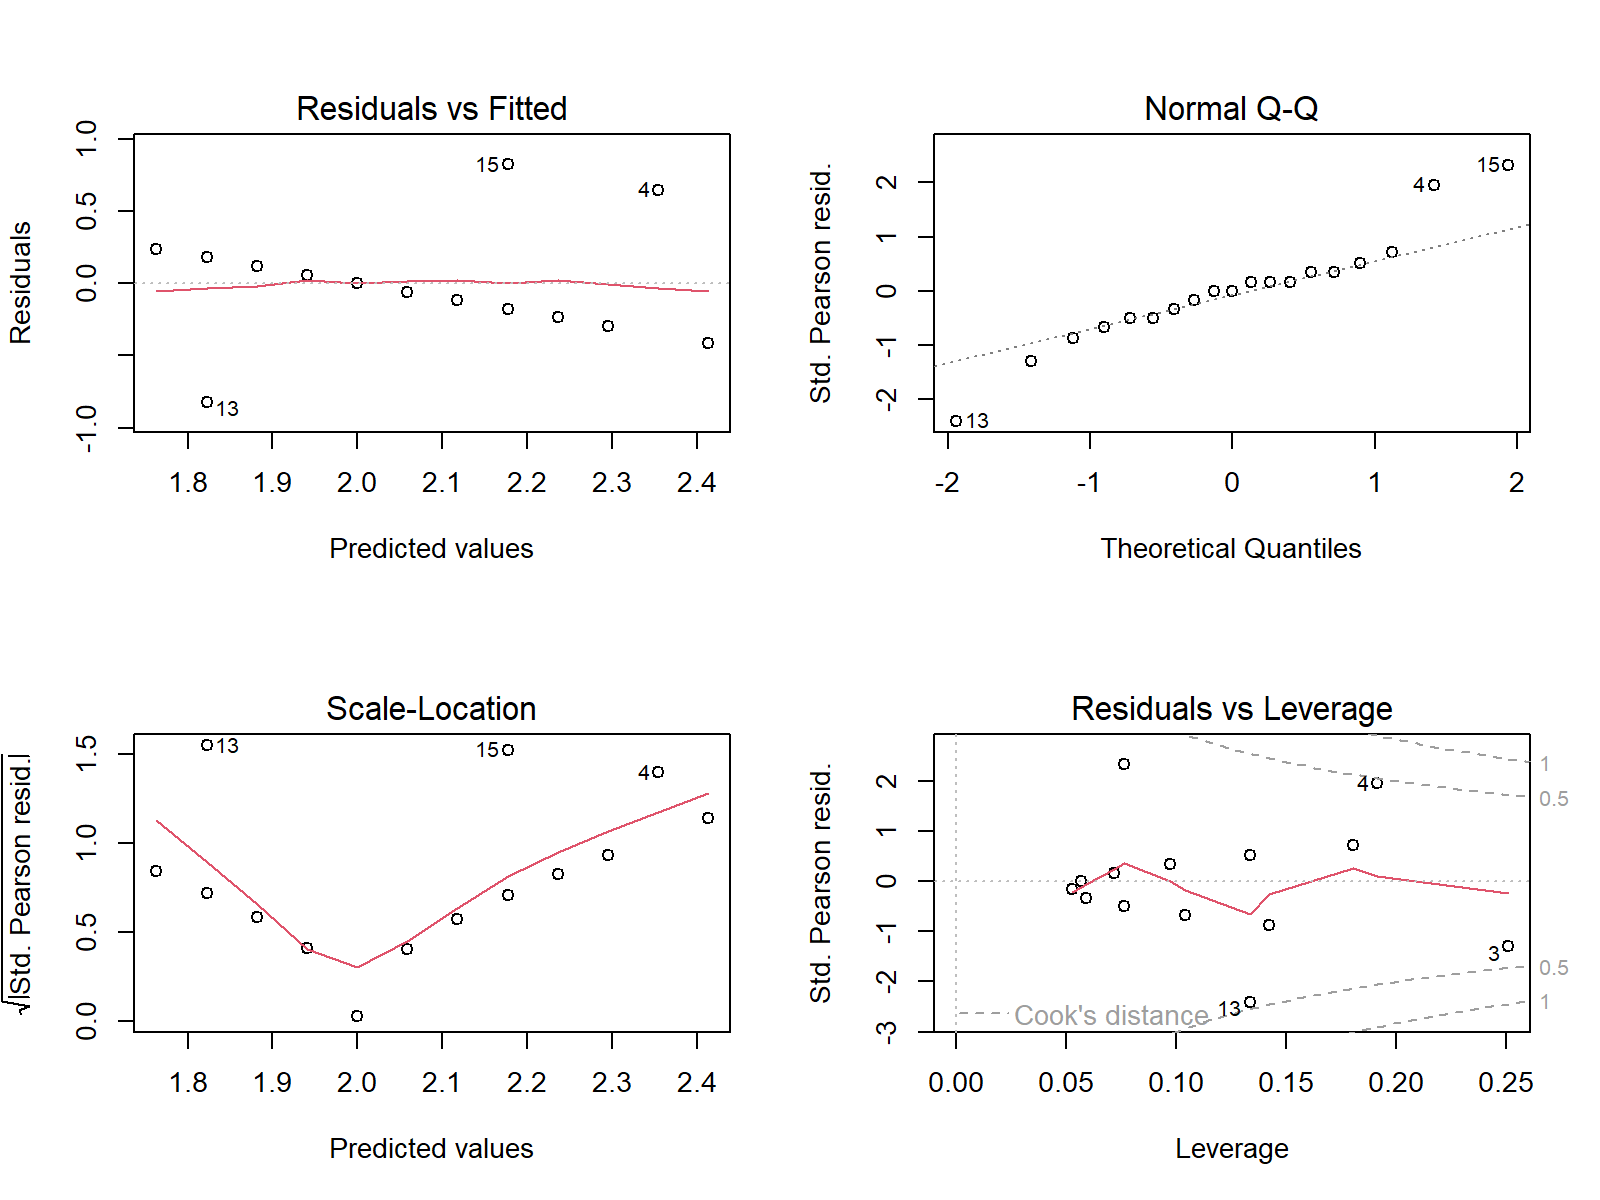 Residuals vs Fitted
Residuals
1.0
0.5
0.0
-1.0
15
4
13
1.8 1.9 2.0 2.1 2.2 2.3 2.4
Predicted values
Normal Q-Q
Std. Pearson resid.
2
1
0
-1
-2
4
15
13
-2 -1 0 1 2
Theoretical Quantiles
Scale-Location
√|Std. Pearson resid.|
1.5
1.0
0.5
0.0
13
15
4
1.8 1.9 2.0 2.1 2.2 2.3 2.4
Predicted values
Residuals vs Leverage
Std. Pearson resid.
2
1
0
-1
-2
-3
4
13
3
1
0.5
0.5
1
Cook's distance
0.00 0.05 0.10 0.15 0.20 0.25
Leverage